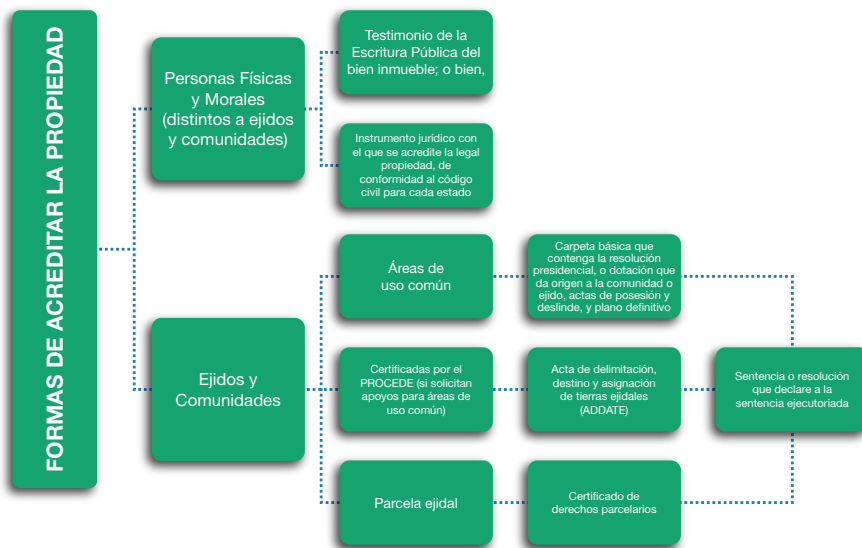 FORMAS DE ACREDITAR LA PROPIEDAD
Personas Físicas
y Morales
(distintos a ejidos
y comunidades)
Testimonio de la
Escritura Pública del
bien inmueble; o bien,
Instrumento jurídico con
el que se acredite la legal
propiedad, de
conformidad al código
civil para cada estado
Ejidos y
Comunidades
Áreas de
uso común
Carpeta básica que
contenga la resolución
presidencial, o dotación que
da origen a la comunidad o
ejido, actas de posesión y
deslinde, y plano definitivo
Certificadas por el
PROCEDE (si solicitan
apoyos para áreas de
uso común)
Acta de delimitación,
destino y asignación
de tierras ejidales
(ADDATE)
Sentencia o resolución
que declare a la
sentencia ejecutoriada
Parcela ejidal
Certificado de
derechos parcelarios